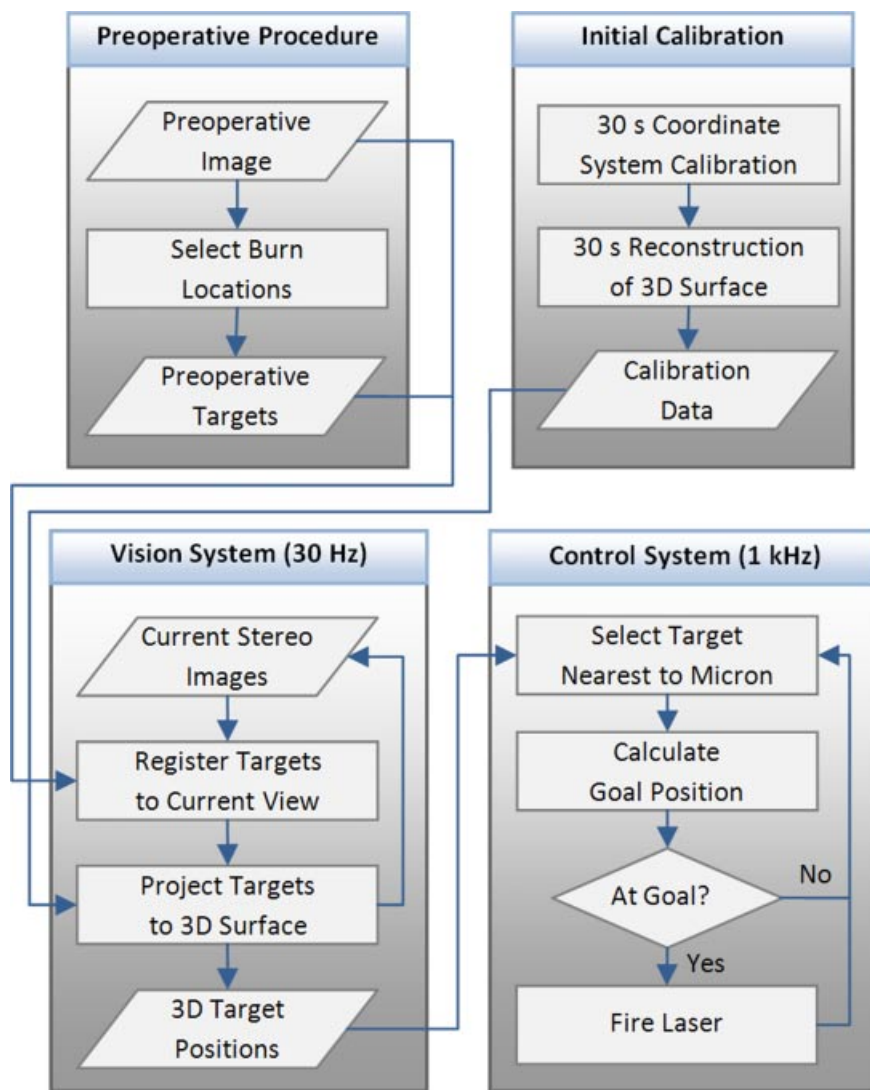 Preoperative Procedure
Preoperative
Image
Select Burn
Locations
Preoperative
Targets
Initial Calibration
30 s Coordinate
System Calibration
30 s Reconstruction
of 3D Surface
Calibration
Data
Vision System (30 Hz)
Current Stereo
Images
Register Targets
to Current View
Project Targets
to 3D Surface
3D Target
Positions
Control System (1 kHz)
Select Target
Nearest to Micron
Calculate
Goal Position
At Goal?
No
Yes
Fire Laser